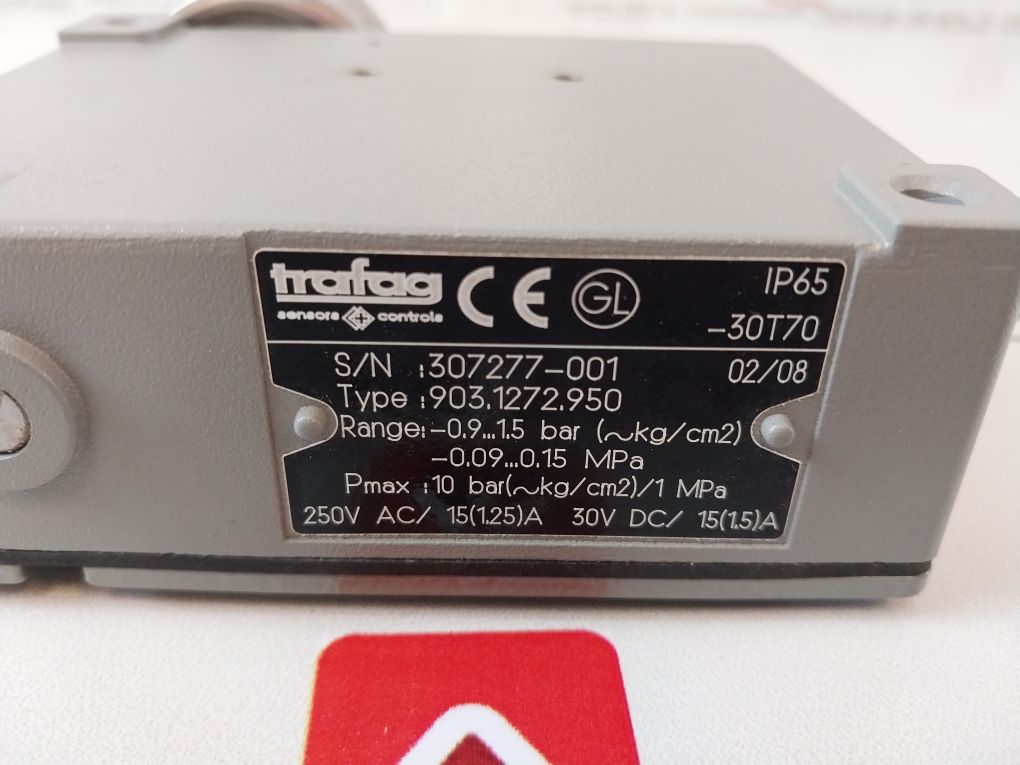 trafag CE GL IP65
sensors controls -30T70
S/N :307277-001 02/08
Type :903.1272.950
Range:-0.9...1.5 bar (~kg/cm2)
-0.09...0.15 MPa
Pmax :10 bar(~kg/cm2)/1 MPa
250V AC/ 15(1.25)A 30V DC/ 15(1.5)A